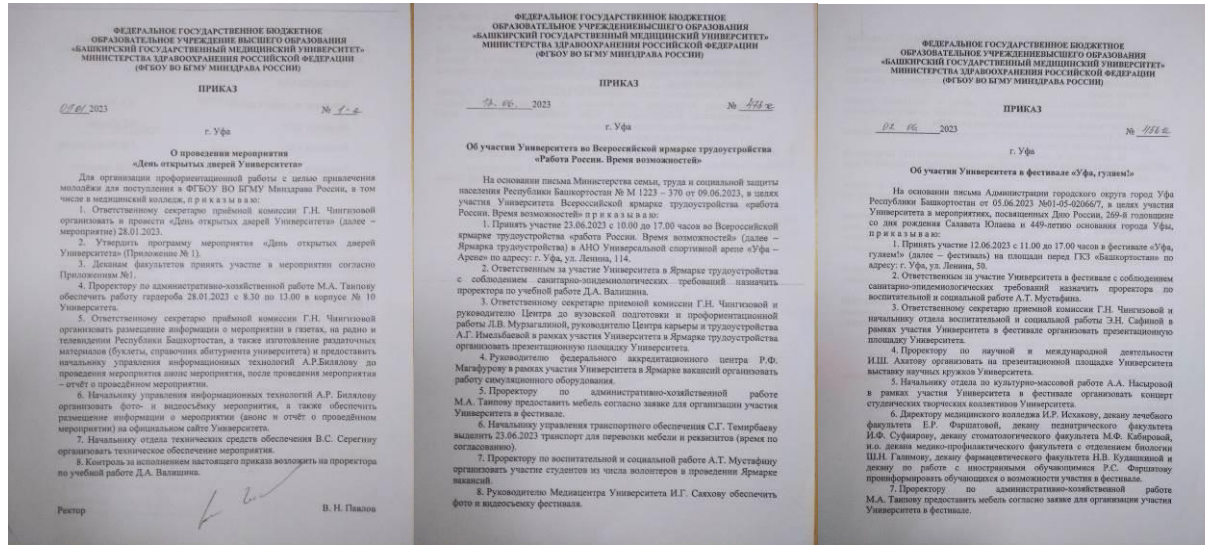 ФЕДЕРАЛЬНОЕ ГОСУДАРСТВЕННОЕ БЮДЖЕТНОЕ
ОБРАЗОВАТЕЛЬНОЕ УЧРЕЖДЕНИЕ ВЫСШЕГО ОБРАЗОВАНИЯ
«БАШКИРСКИЙ ГОСУДАРСТВЕННЫЙ МЕДИЦИНСКИЙ УНИВЕРСИТЕТ»
МИНИСТЕРСТВА ЗДРАВООХРАНЕНИЯ РОССИЙСКОЙ ФЕДЕРАЦИИ
(ФГБОУ ВО БГМУ МИНЗДРАВА РОССИИ)
ПРИКАЗ
2023 №
г. Уфа
О проведении мероприятия
«День открытых дверей Университета»
Для организации профориентационной работы с целью привлечения
молодёжи для поступления в ФГБОУ ВО БГМУ Минздрава России, в том
числе в медицинский колледж, п р и к а з ы в а ю:
1. Ответственному секретарю приёмной комиссии Г.Н. Чингизовой
организовать и провести «День открытых дверей Университета» (далее –
мероприятие) 28.01.2023.
2. Утвердить программу мероприятия «День открытых дверей
Университета» (Приложение № 1).
3. Деканам факультетов принять участие в мероприятии согласно
Приложениям №1.
4. Проректору по административно-хозяйственной работе М.А. Таипову
обеспечить работу гардероба 28.01.2023 с 8.30 по 13.00 в корпусе № 10
Университета.
5. Ответственному секретарю приёмной комиссии Г.Н. Чингизовой
организовать размещение информации о мероприятии в газетах, на радио и
телевидении Республики Башкортостан, а также изготовление раздаточных
материалов (буклеты, справочник абитуриента университета) и предоставить
начальнику управления информационных технологий А.Р.Билялову до
проведения мероприятия анонс мероприятия, после проведения мероприятия
– отчёт о проведённом мероприятии.
6. Начальнику управления информационных технологий А.Р. Билялову
организовать фото- и видеосъёмку мероприятия, а также обеспечить
размещение информации о мероприятии (анонс и отчёт о проведённом
мероприятии) на официальном сайте Университета.
7. Начальнику отдела технических средств обеспечения В.С. Серегину
организовать техническое обеспечение мероприятия.
8. Контроль за исполнением настоящего приказа возложить на проректора
по учебной работе Д.А. Валишина.
Ректор В. Н. Павлов
ФЕДЕРАЛЬНОЕ ГОСУДАРСТВЕННОЕ БЮДЖЕТНОЕ
ОБРАЗОВАТЕЛЬНОЕ УЧРЕЖДЕНИЕВЫСШЕГО ОБРАЗОВАНИЯ
«БАШКИРСКИЙ ГОСУДАРСТВЕННЫЙ МЕДИЦИНСКИЙ УНИВЕРСИТЕТ»
МИНИСТЕРСТВА ЗДРАВООХРАНЕНИЯ РОССИЙСКОЙ ФЕДЕРАЦИИ
(ФГБОУ ВО БГМУ МИНЗДРАВА РОССИИ)
ПРИКАЗ
2023 №
г. Уфа
Об участии Университета во Всероссийской ярмарке трудоустройства
«Работа России. Время возможностей»
На основании письма Министерства семьи, труда и социальной защиты
населения Республики Башкортостан № М 1223 – 370 от 09.06.2023, в целях
участия Университета Всероссийской ярмарке трудоустройства «работа
России. Время возможностей» п р и к а з ы в а ю:
1. Принять участие 23.06.2023 с 10.00 до 17.00 часов во Всероссийской
ярмарке трудоустройства «работа России. Время возможностей» (далее –
Ярмарка трудоустройства) в АНО Универсальной спортивной арене «Уфа –
Арене» по адресу: г. Уфа, ул. Ленина, 114.
2. Ответственным за участие Университета в Ярмарке трудоустройства
с соблюдением санитарно-эпидемиологических требований назначить
проректора по учебной работе Д.А. Валишина.
3. Ответственному секретарю приемной комиссии Г.Н. Чингизовой и
руководителю Центра до вузовской подготовки и профориентационной
работы Л.В. Мурзагалиной, руководителю Центра карьеры и трудоустройства
А.Г. Имельбаевой в рамках участия Университета в Ярмарке трудоустройства
организовать презентационную площадку Университета.
4. Руководителю федерального аккредитационного центра Р.Ф.
Магафурову в рамках участия Университета в Ярмарке вакансий организовать
работу симуляционного оборудования.
5. Проректору по административно-хозяйственной работе
М.А. Таипову предоставить мебель согласно заявке для организации участия
Университета в фестивале.
6. Начальнику управления транспортного обеспечения С.Г. Темирбаеву
выделить 23.06.2023 транспорт для перевозки мебели и реквизитов (время по
согласованию).
7. Проректору по воспитательной и социальной работе А.Т. Мустафину
организовать участие студентов из числа волонтеров в проведении Ярмарке
вакансий.
8. Руководителю Медиацентра Университета И.Г. Саяхову обеспечить
фото и видеосъемку фестиваля.
ФЕДЕРАЛЬНОЕ ГОСУДАРСТВЕННОЕ БЮДЖЕТНОЕ
ОБРАЗОВАТЕЛЬНОЕ УЧРЕЖДЕНИЕВЫСШЕГО ОБРАЗОВАНИЯ
«БАШКИРСКИЙ ГОСУДАРСТВЕННЫЙ МЕДИЦИНСКИЙ УНИВЕРСИТЕТ»
МИНИСТЕРСТВА ЗДРАВООХРАНЕНИЯ РОССИЙСКОЙ ФЕДЕРАЦИИ
(ФГБОУ ВО БГМУ МИНЗДРАВА РОССИИ)
ПРИКАЗ
2023 №
г. Уфа
Об участии Университета в фестивале «Уфа, гуляем!»
На основании письма Администрации городского округа город Уфа
Республики Башкортостан от 05.06.2023 №01-05-02066/7, в целях участия
Университета в мероприятиях, посвященных Дню России, 269-й годовщине
со дня рождения Салавата Юлаева и 449-летию основания города Уфы,
п р и к а з ы в а ю:
1. Принять участие 12.06.2023 с 11.00 до 17.00 часов в фестивале «Уфа,
гуляем!» (далее – фестиваль) на площади перед ГКЗ «Башкортостан» по
адресу: г. Уфа, ул. Ленина, 50.
2. Ответственным за участие Университета в фестивале с соблюдением
санитарно-эпидемиологических требований назначить проректора по
воспитательной и социальной работе А.Т. Мустафина.
3. Ответственному секретарю приемной комиссии Г.Н. Чингизовой и
начальнику отдела воспитательной и социальной работы Э.Н. Сафиной в
рамках участия Университета в фестивале организовать презентационную
площадку Университета.
4. Проректору по научной и международной деятельности
И.Ш. Ахатову организовать на презентационной площадке Университета
выставку научных кружков Университета.
5. Начальнику отдела по культурно-массовой работе А.А. Насыровой
в рамках участия Университета в фестивале организовать концерт
студенческих творческих коллективов Университета.
6. Директору медицинского колледжа И.Р. Исхакову, декану лечебного
факультета Е.Р. Фаршатовой, декану педиатрического факультета
И.Ф. Суфиярову, декану стоматологического факультета М.Ф. Кабировой,
и.о. декана медико-профилактического факультета с отделением биологии
Ш.Н. Галимову, декану фармацевтического факультета Н.В. Кудашкиной и
декану по работе с иностранными обучающимися Р.С. Фаршатову
проинформировать обучающихся о возможности участия в фестивале.
7. Проректору по административно-хозяйственной работе
М.А. Таипову предоставить мебель согласно заявке для организации участия
Университета в фестивале.